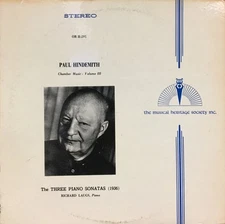 STEREO
PAUL HINDEMITH
Chamber Music - Volume III
the musical heritage society inc.
The THREE PIANO SONATAS (1936)
RICHARD LAUGS, Piano